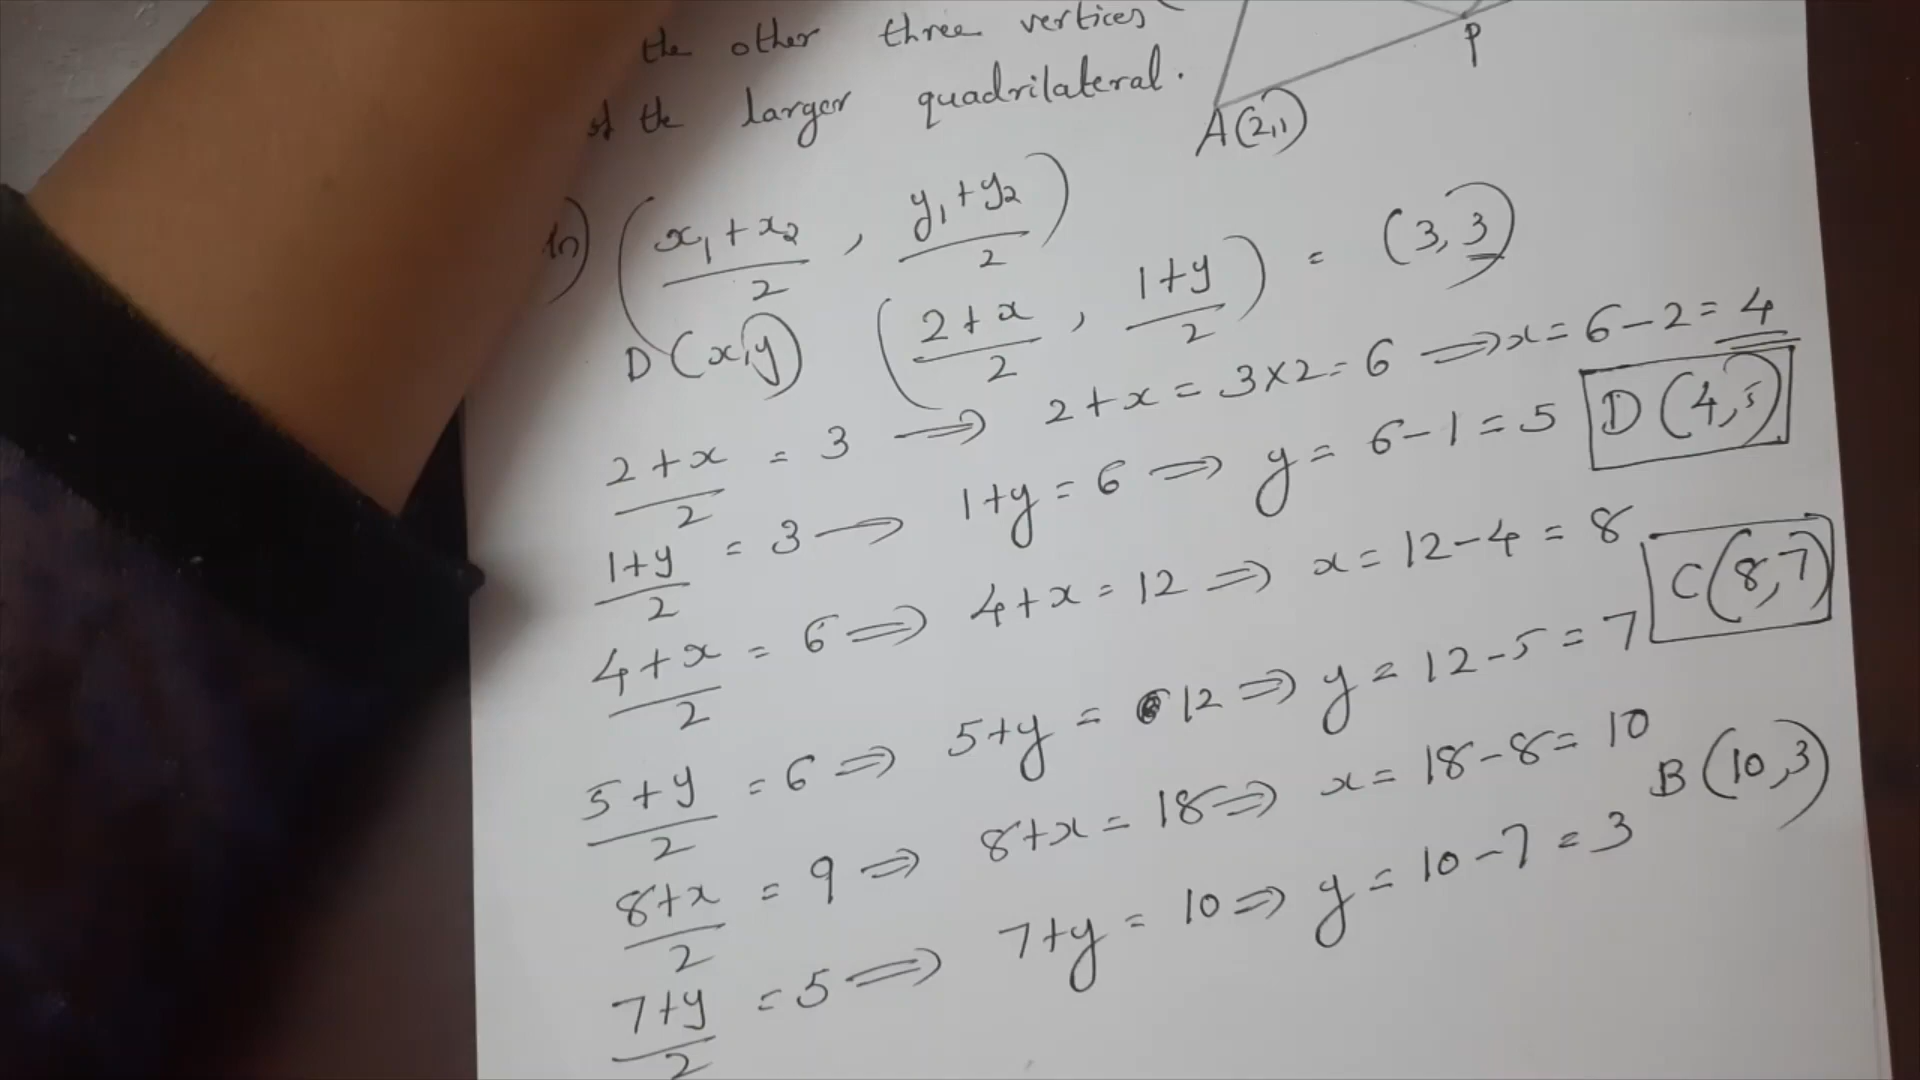 the other three vertices
of the larger quadrilateral.
P
A(2,1)
(x₁+x₂/2 , y₁+y₂/2)
D(x,y) (2+x/2 , 1+y/2) = (3,3)
2+x/2 = 3 ⟹ 2+x = 3×2=6 ⟹ x = 6-2=4
1+y/2 = 3 → 1+y = 6 ⟹ y = 6-1=5 D(4,5)
4+x/2 = 6 ⟹ 4+x = 12 ⟹ x = 12-4 = 8
5+y/2 = 6 ⟹ 5+y = 12 ⟹ y = 12-5 = 7 C(8,7)
8+x/2 = 9 ⟹ 8+x = 18 ⟹ x = 18-8 = 10
7+y/2 = 5 ⟹ 7+y = 10 ⟹ y = 10-7 = 3 B(10,3)